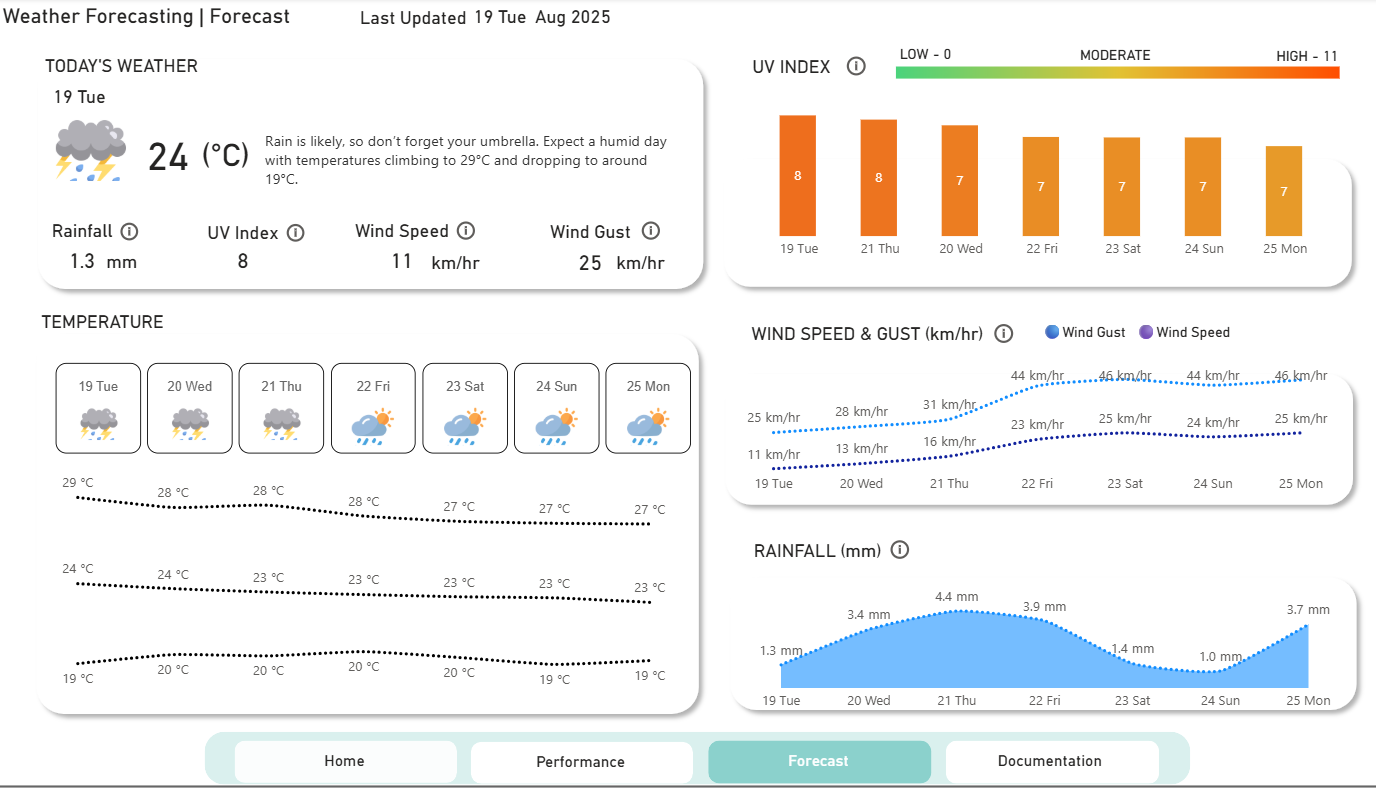 Weather Forecasting | Forecast
Last Updated 19 Tue Aug 2025
TODAY'S WEATHER
19 Tue
24 (°C)
Rain is likely, so don't forget your umbrella. Expect a humid day
with temperatures climbing to 29°C and dropping to around
19°C.
Rainfall UV Index Wind Speed Wind Gust
1.3 mm 8 11 km/hr 25 km/hr
UV INDEX
LOW - 0 MODERATE HIGH - 11
8 8 7 7 7 7 7
19 Tue 21 Thu 20 Wed 22 Fri 23 Sat 24 Sun 25 Mon
TEMPERATURE
19 Tue 20 Wed 21 Thu 22 Fri 23 Sat 24 Sun 25 Mon
29 °C 28 °C 28 °C 28 °C 27 °C 27 °C 27 °C
24 °C 24 °C 23 °C 23 °C 23 °C 23 °C 23 °C
19 °C 20 °C 20 °C 20 °C 20 °C 19 °C 19 °C
WIND SPEED & GUST (km/hr)
Wind Gust Wind Speed
25 km/hr 28 km/hr 31 km/hr 44 km/hr 46 km/hr 44 km/hr 46 km/hr
11 km/hr 13 km/hr 16 km/hr 23 km/hr 25 km/hr 24 km/hr 25 km/hr
19 Tue 20 Wed 21 Thu 22 Fri 23 Sat 24 Sun 25 Mon
RAINFALL (mm)
1.3 mm 3.4 mm 4.4 mm 3.9 mm 1.4 mm 1.0 mm 3.7 mm
19 Tue 20 Wed 21 Thu 22 Fri 23 Sat 24 Sun 25 Mon
Home Performance Forecast Documentation